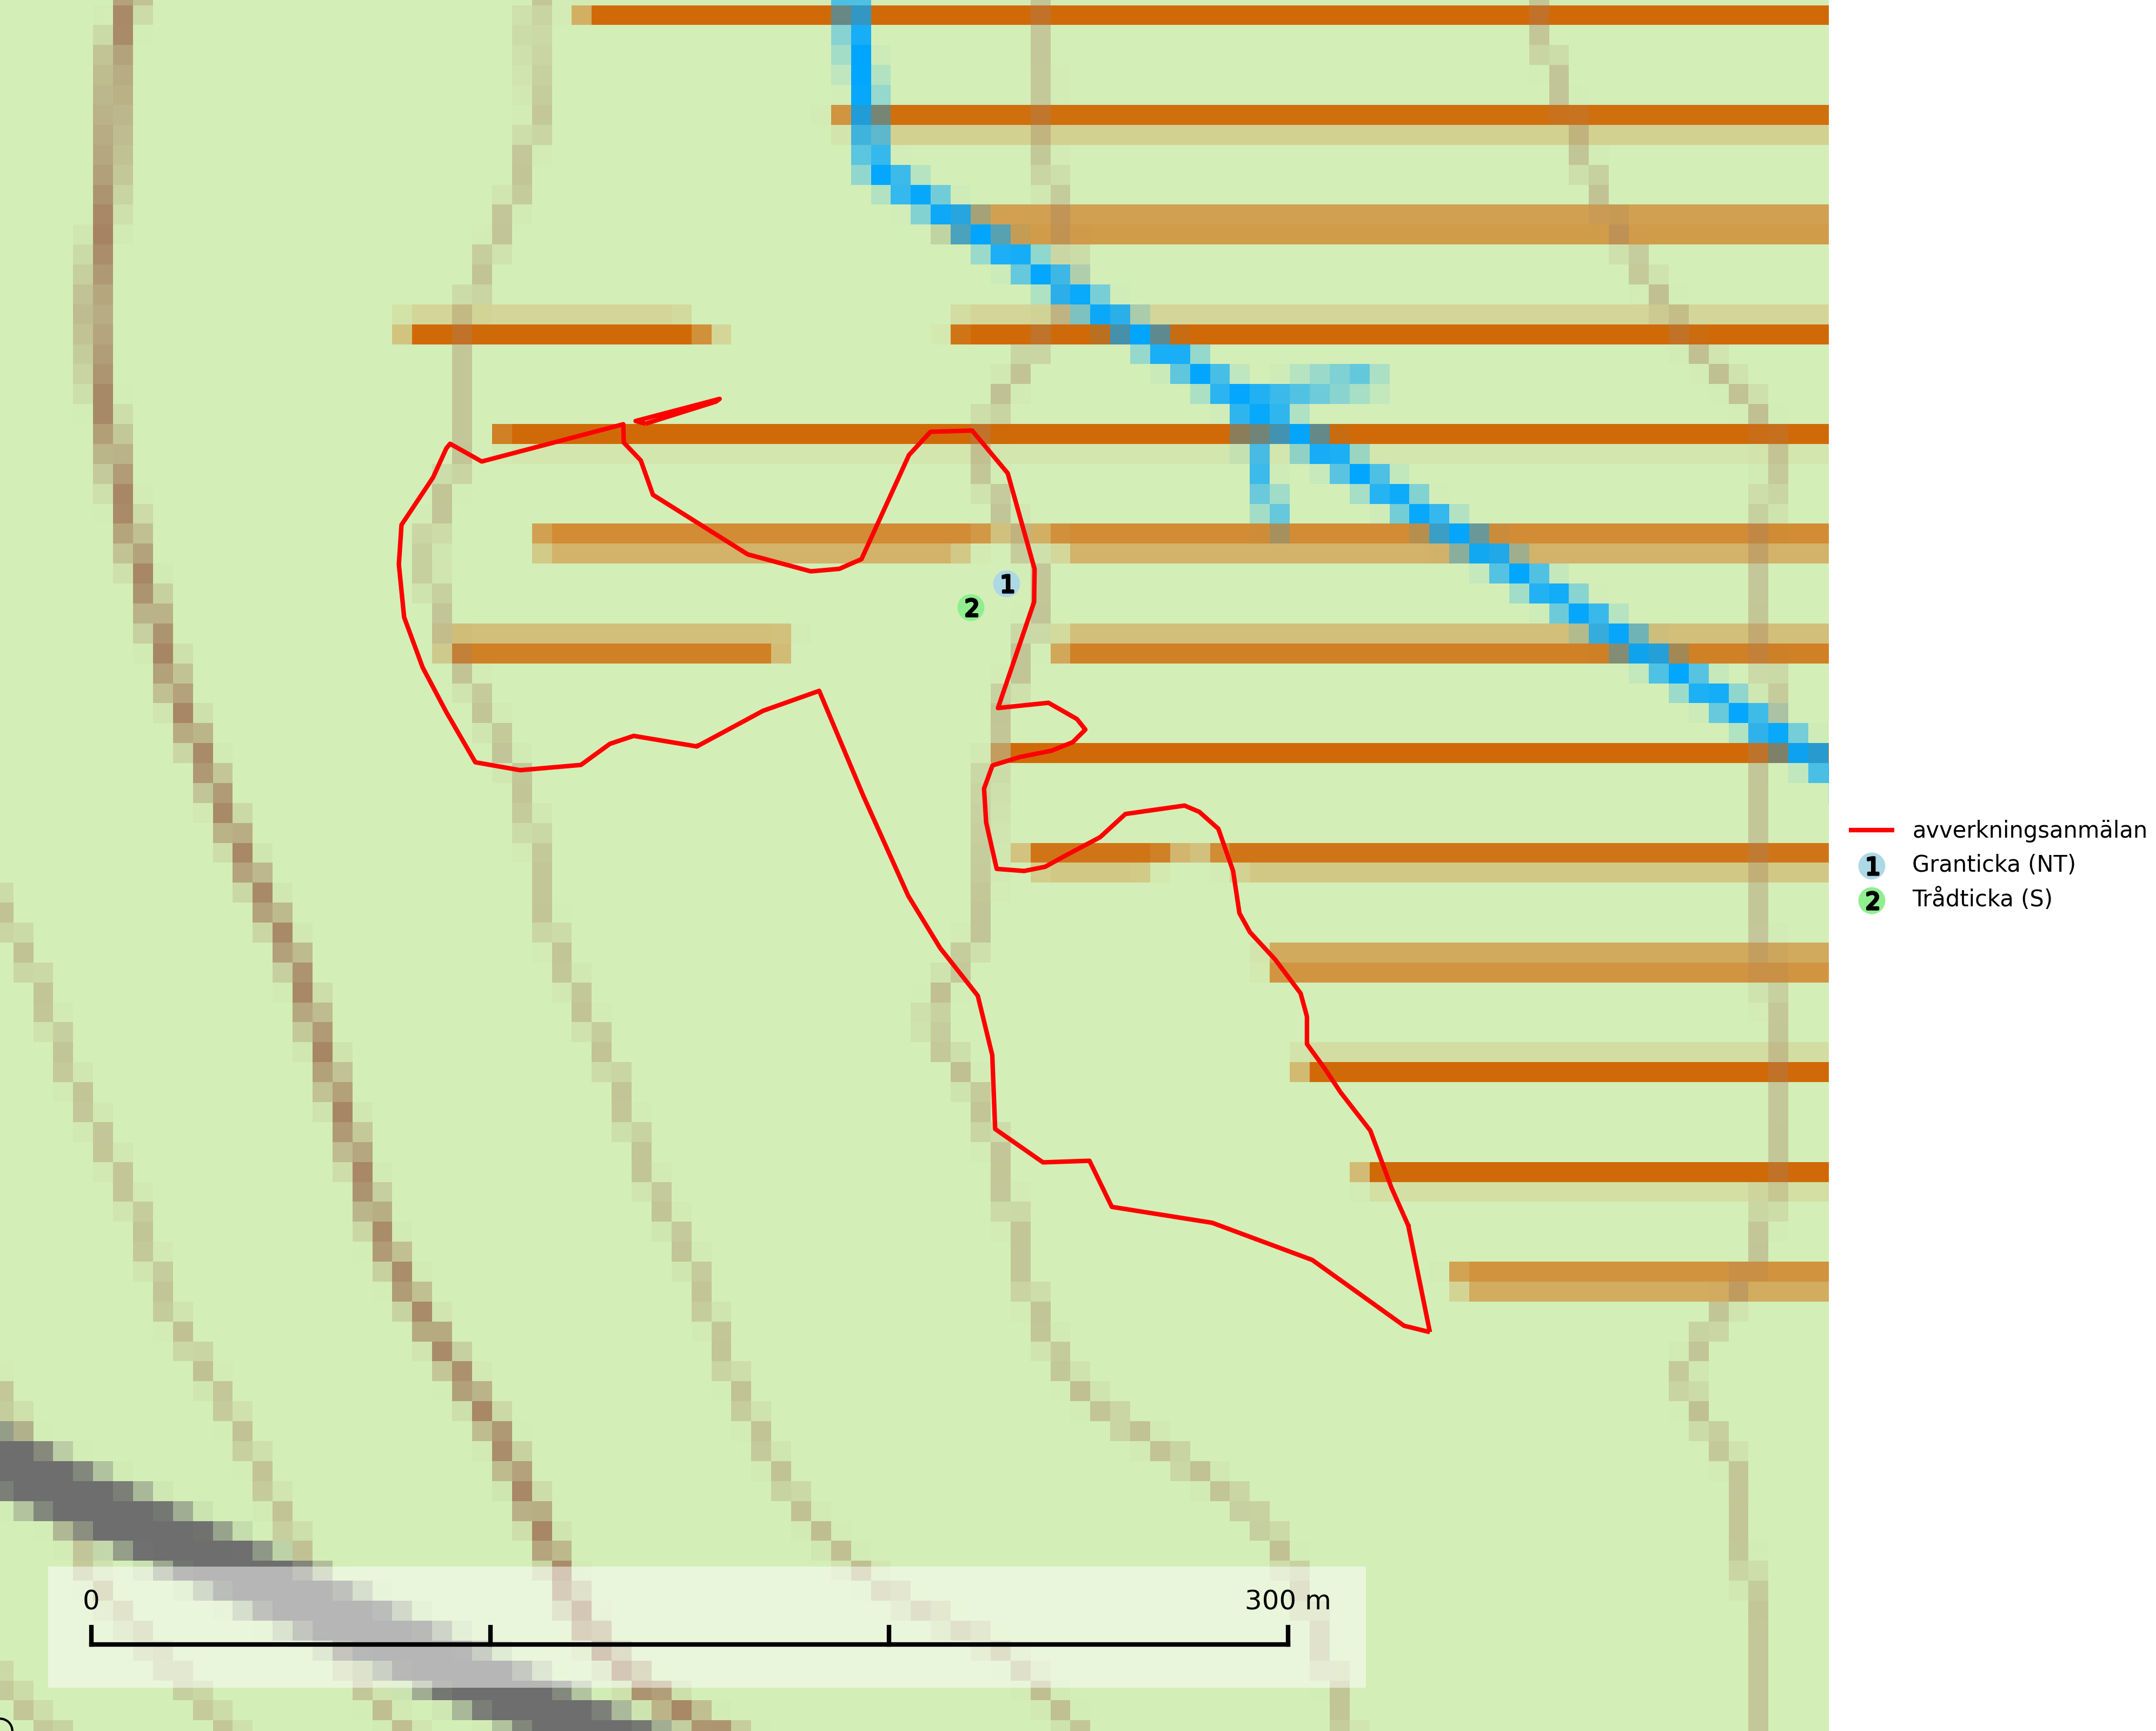 1
2
avverkningsanmälan
1 Granticka (NT)
2 Trådticka (S)
0 300 m